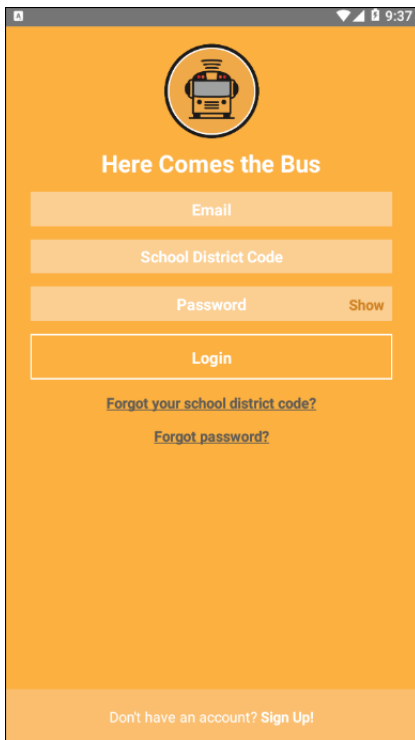 9:37
Here Comes the Bus
Email
School District Code
Password Show
Login
Forgot your school district code?
Forgot password?
Don't have an account? Sign Up!